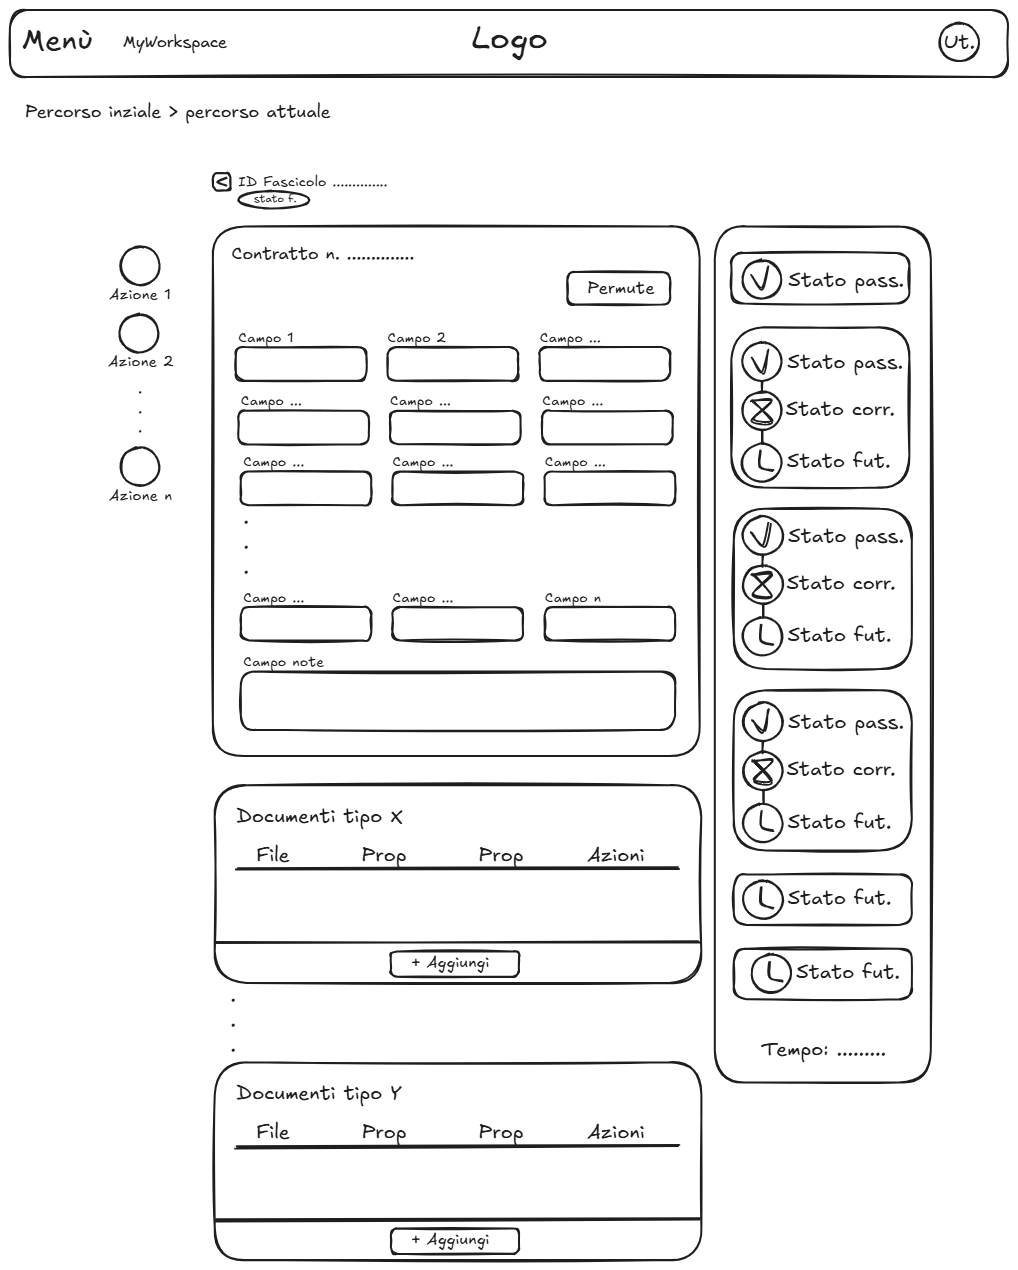 Menù MyWorkspace Logo Ut.
Percorso inziale > percorso attuale
< ID Fascicolo ..............
stato f.
Azione 1
Azione 2
.
.
.
Azione n
Contratto n. ..............
Permute
Campo 1 Campo 2 Campo ...
Campo ... Campo ... Campo ...
Campo ... Campo ... Campo ...
.
.
.
Campo ... Campo ... Campo n
Campo note
Documenti tipo X
File Prop Prop Azioni
+ Aggiungi
.
.
.
Documenti tipo Y
File Prop Prop Azioni
+ Aggiungi
Stato pass.
Stato pass.
Stato corr.
Stato fut.
Stato pass.
Stato corr.
Stato fut.
Stato pass.
Stato corr.
Stato fut.
Stato fut.
Stato fut.
Tempo: .........